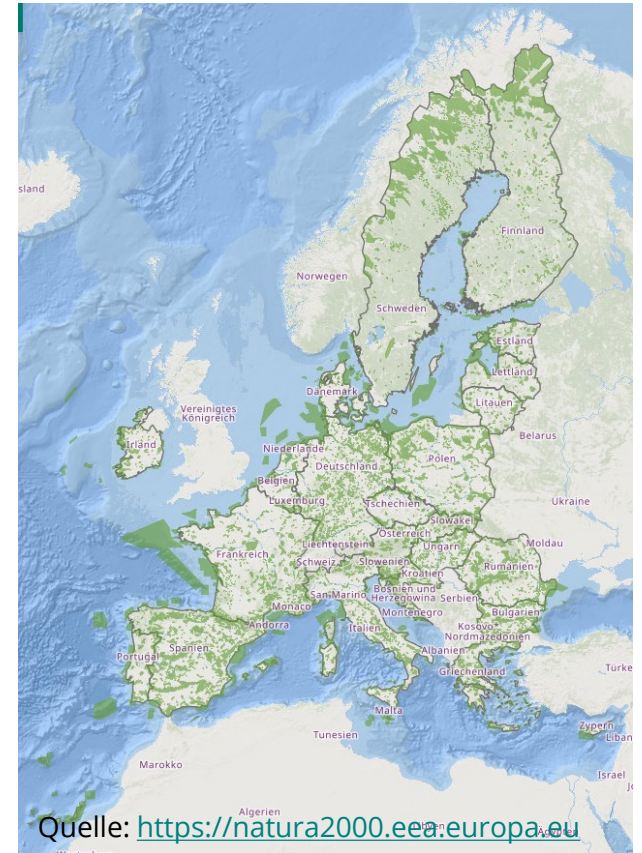 sland
Finnland
Norwegen
Schweden
Estland
Lettland
Dänemark
Litauen
Vereinigtes
Königreich
Belarus
Irland
Niederlande
Polen
Deutschland
Belgien
Luxemburg
Tschechien
Ukraine
Slowakei
Österreich
Liechtenstein
Moldau
Ungarn
Frankreich
Schweiz
Slowenien
Rumänien
Kroatien
San Marino
Bosnien und
Herzegowina
Serbien
Monaco
Montenegro
Bulgarien
Andorra
Italien
Kosovo*
Nordmazedonien
Portugal
Spanien
Albanien
Griechenland
Türke
Malta
Zypern
Liban
Tunesien
Marokko
Israel
Algerien
Quelle: https://natura2000.eea.europa.eu